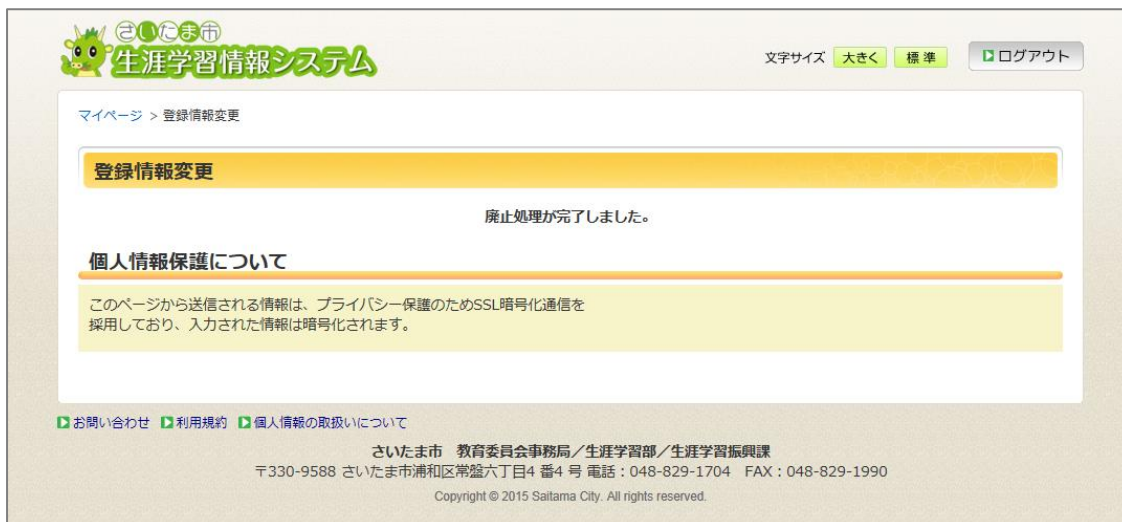 さいたま市
生涯学習情報システム
文字サイズ 大きく 標準 ログアウト
マイページ > 登録情報変更
登録情報変更
廃止処理が完了しました。
個人情報保護について
このページから送信される情報は、プライバシー保護のためSSL暗号化通信を
採用しており、入力された情報は暗号化されます。
お問い合わせ 利用規約 個人情報の取扱いについて
さいたま市 教育委員会事務局／生涯学習部／生涯学習振興課
〒330-9588 さいたま市浦和区常盤六丁目4 番4 号 電話：048-829-1704 FAX：048-829-1990
Copyright © 2015 Saitama City. All rights reserved.